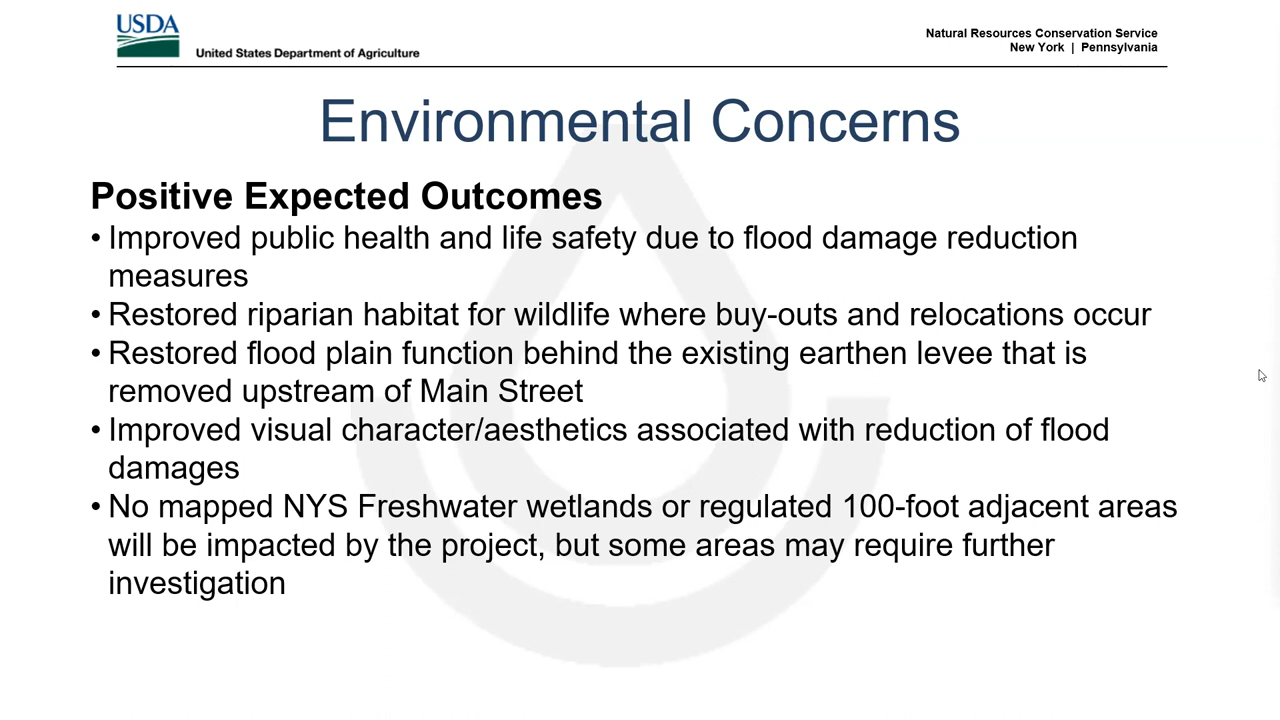 USDA
United States Department of Agriculture
Natural Resources Conservation Service
New York | Pennsylvania
Environmental Concerns
Positive Expected Outcomes
• Improved public health and life safety due to flood damage reduction
measures
• Restored riparian habitat for wildlife where buy-outs and relocations occur
• Restored flood plain function behind the existing earthen levee that is
removed upstream of Main Street
• Improved visual character/aesthetics associated with reduction of flood
damages
• No mapped NYS Freshwater wetlands or regulated 100-foot adjacent areas
will be impacted by the project, but some areas may require further
investigation